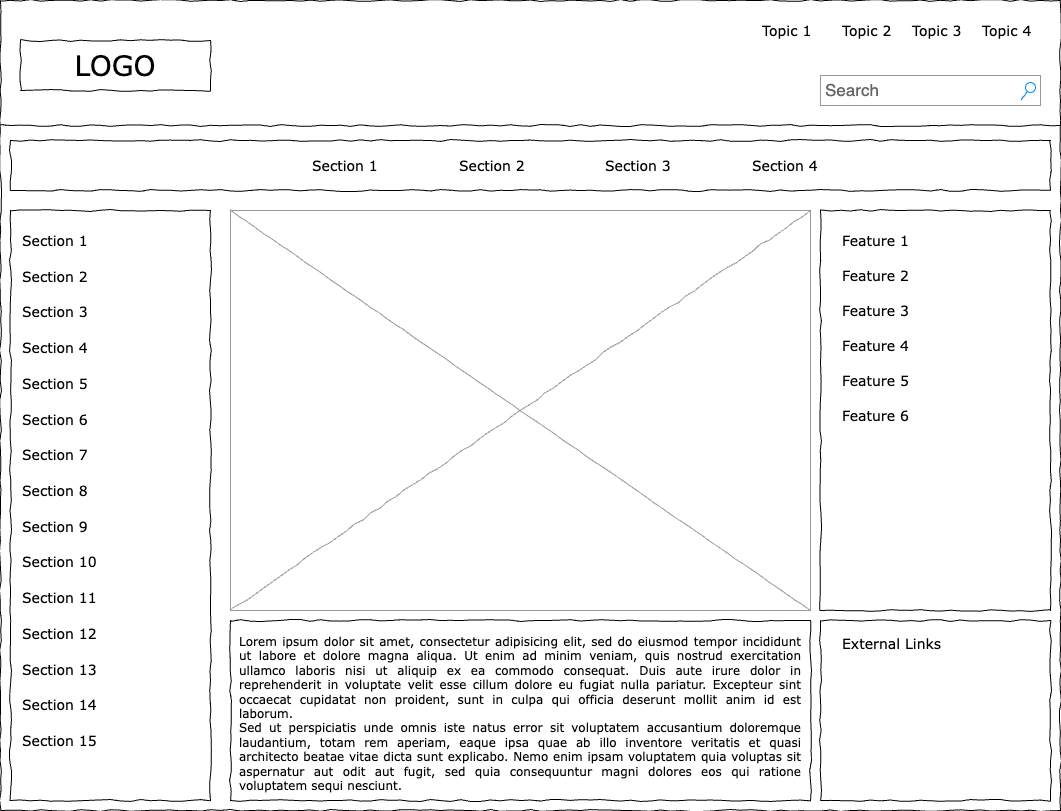 Topic 1 Topic 2 Topic 3 Topic 4
LOGO
Search
Section 1 Section 2 Section 3 Section 4
Section 1
Section 2
Section 3
Section 4
Section 5
Section 6
Section 7
Section 8
Section 9
Section 10
Section 11
Section 12
Section 13
Section 14
Section 15
Lorem ipsum dolor sit amet, consectetur adipisicing elit, sed do eiusmod tempor incididunt
ut labore et dolore magna aliqua. Ut enim ad minim veniam, quis nostrud exercitation
ullamco laboris nisi ut aliquip ex ea commodo consequat. Duis aute irure dolor in
reprehenderit in voluptate velit esse cillum dolore eu fugiat nulla pariatur. Excepteur sint
occaecat cupidatat non proident, sunt in culpa qui officia deserunt mollit anim id est
laborum.
Sed ut perspiciatis unde omnis iste natus error sit voluptatem accusantium doloremque
laudantium, totam rem aperiam, eaque ipsa quae ab illo inventore veritatis et quasi
architecto beatae vitae dicta sunt explicabo. Nemo enim ipsam voluptatem quia voluptas sit
aspernatur aut odit aut fugit, sed quia consequuntur magni dolores eos qui ratione
voluptatem sequi nesciunt.
Feature 1
Feature 2
Feature 3
Feature 4
Feature 5
Feature 6
External Links